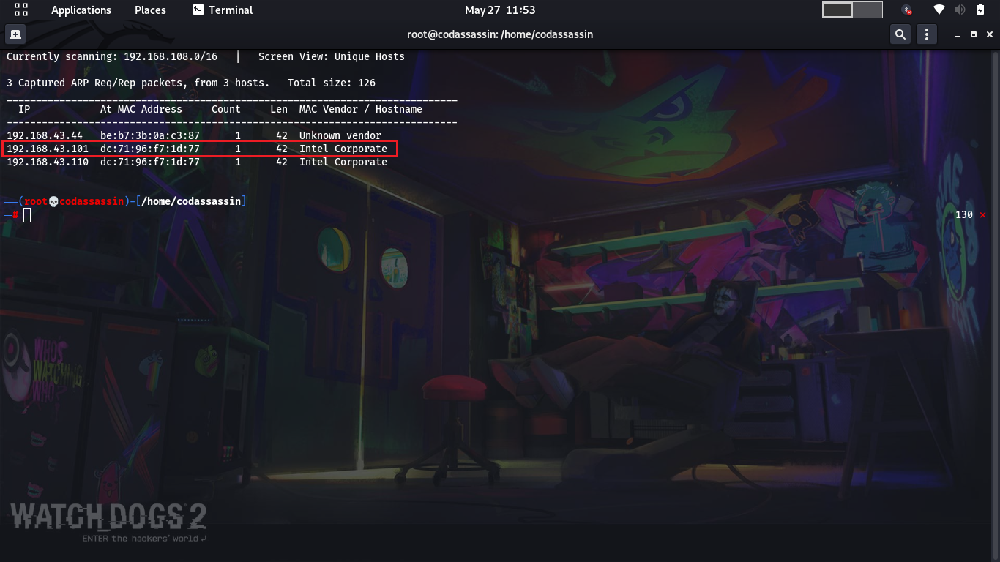 Applications Places Terminal May 27 11:53
root@codassassin: /home/codassassin
Currently scanning: 192.168.108.0/16 | Screen View: Unique Hosts
3 Captured ARP Req/Rep packets, from 3 hosts. Total size: 126
_____________________________________________________________________________
IP At MAC Address Count Len MAC Vendor / Hostname
-----------------------------------------------------------------------------
192.168.43.44 be:b7:3b:0a:c3:87 1 42 Unknown vendor
192.168.43.101 dc:71:96:f7:1d:77 1 42 Intel Corporate
192.168.43.110 dc:71:96:f7:1d:77 1 42 Intel Corporate
┌──(root💀codassassin)-[/home/codassassin]
└─# 130 ⨯
WHOS
WATCHING
WHO?
WATCH_DOGS 2
ENTER the hackers' world ↵